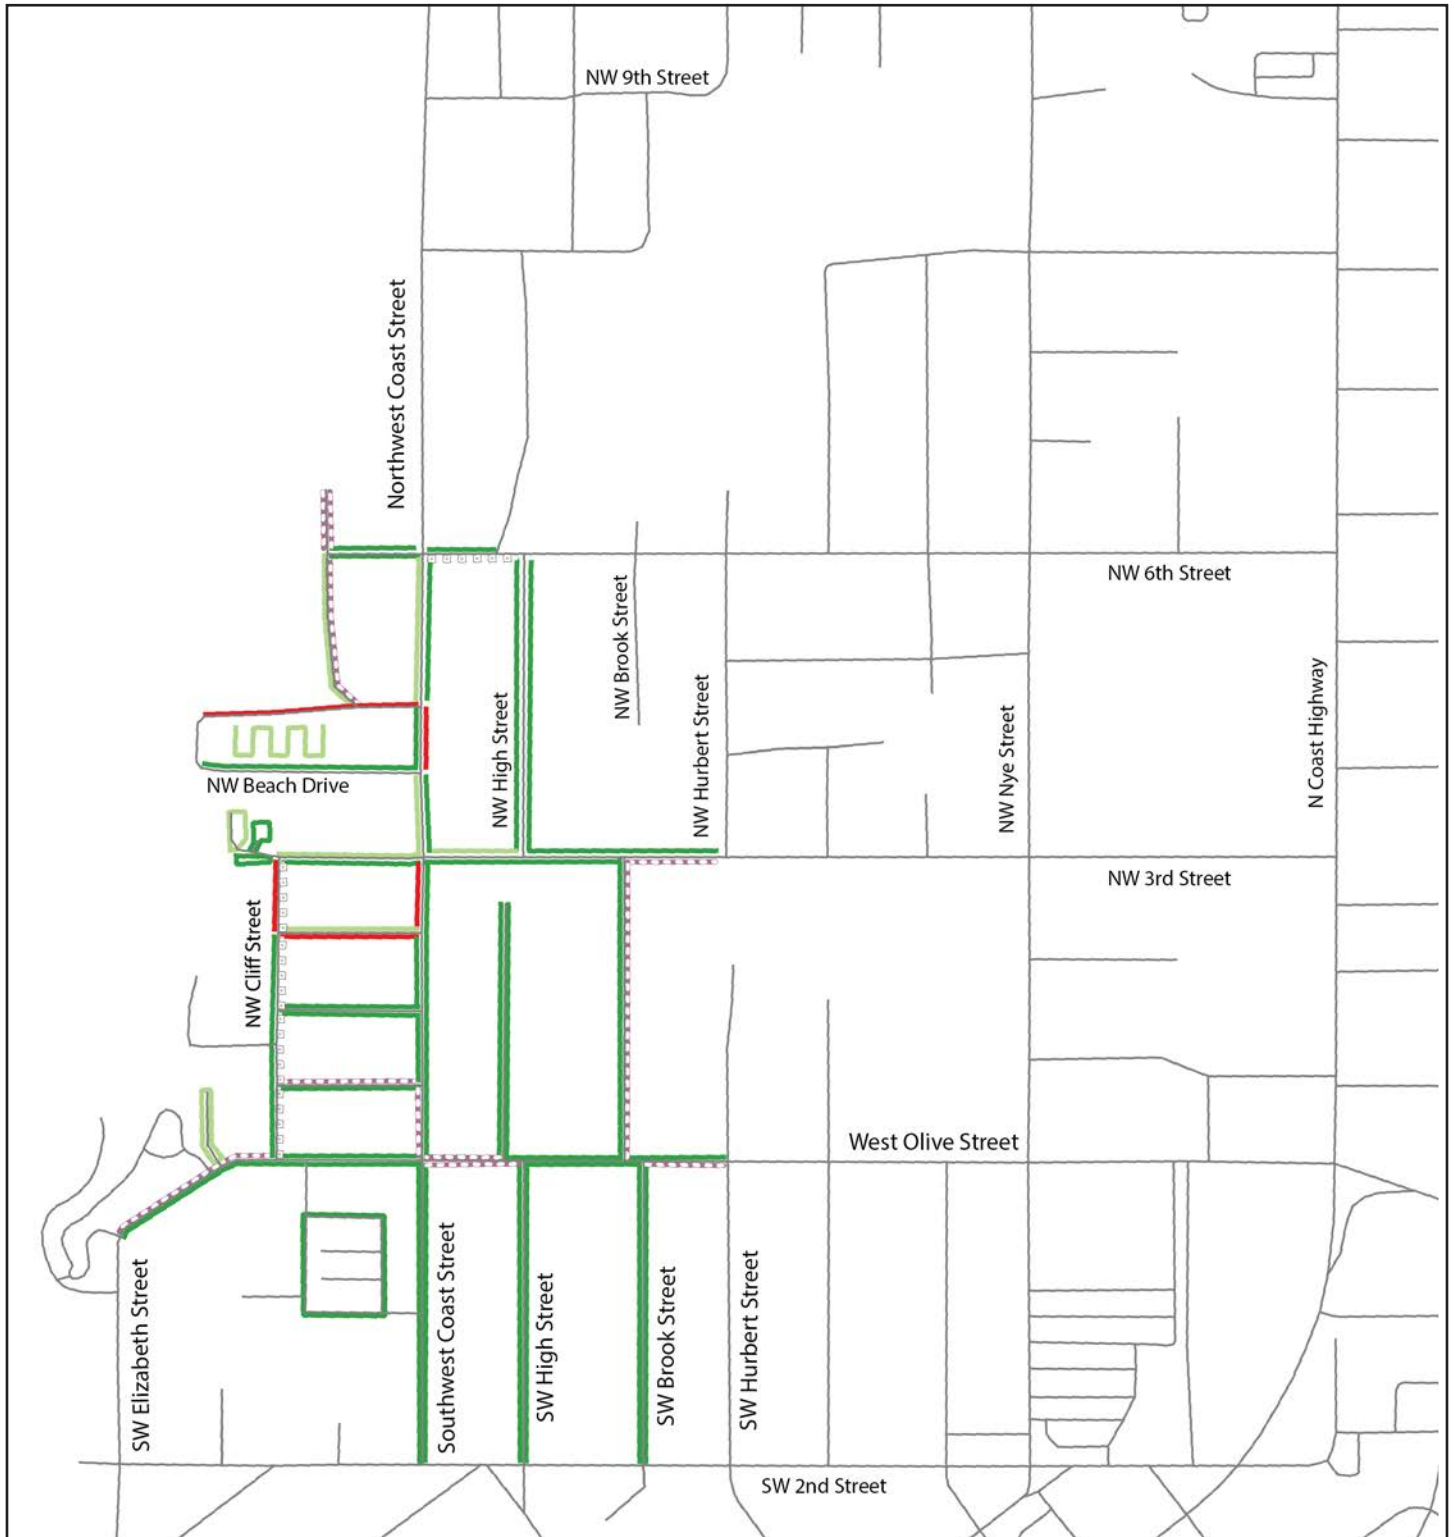 NW 9th Street
Northwest Coast Street
NW 6th Street
NW Brook Street
NW High Street
NW Hurbert Street
NW Nye Street
N Coast Highway
NW Beach Drive
NW 3rd Street
NW Cliff Street
West Olive Street
SW Elizabeth Street
Southwest Coast Street
SW High Street
SW Brook Street
SW Hurbert Street
SW 2nd Street